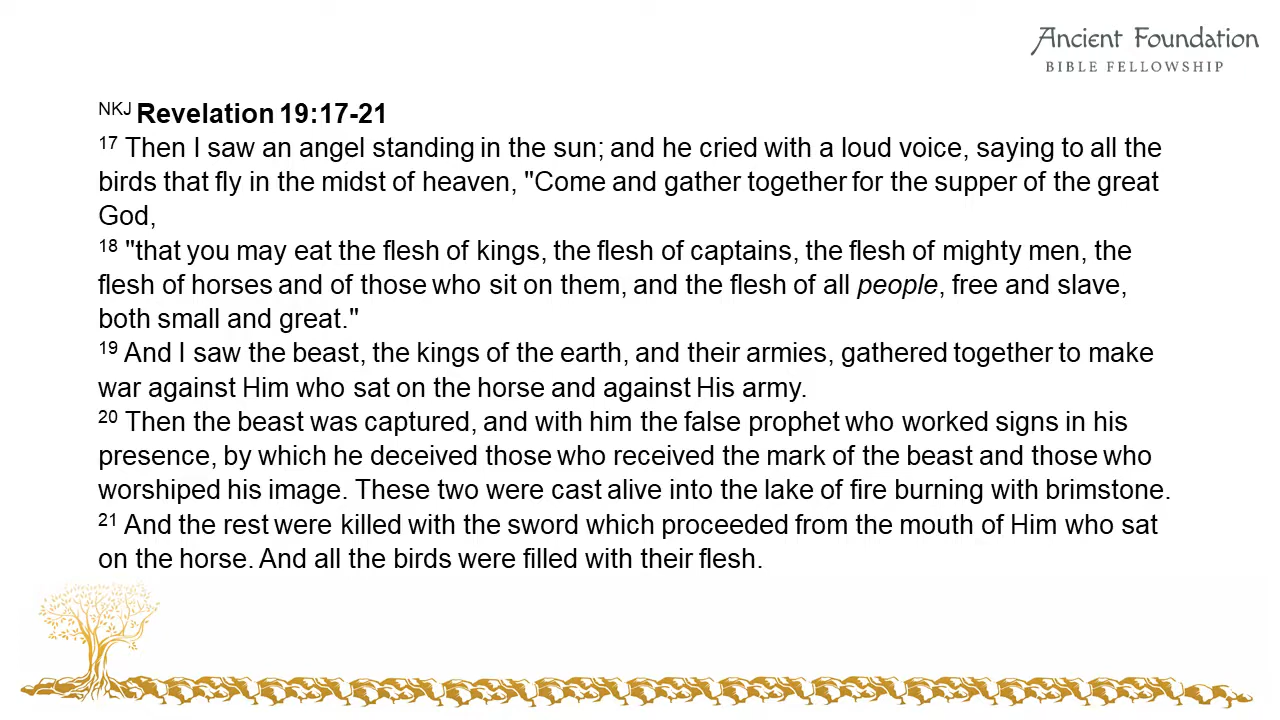 Ancient Foundation
BIBLE FELLOWSHIP
NKJ Revelation 19:17-21
17 Then I saw an angel standing in the sun; and he cried with a loud voice, saying to all the
birds that fly in the midst of heaven, "Come and gather together for the supper of the great
God,
18 "that you may eat the flesh of kings, the flesh of captains, the flesh of mighty men, the
flesh of horses and of those who sit on them, and the flesh of all people, free and slave,
both small and great."
19 And I saw the beast, the kings of the earth, and their armies, gathered together to make
war against Him who sat on the horse and against His army.
20 Then the beast was captured, and with him the false prophet who worked signs in his
presence, by which he deceived those who received the mark of the beast and those who
worshiped his image. These two were cast alive into the lake of fire burning with brimstone.
21 And the rest were killed with the sword which proceeded from the mouth of Him who sat
on the horse. And all the birds were filled with their flesh.